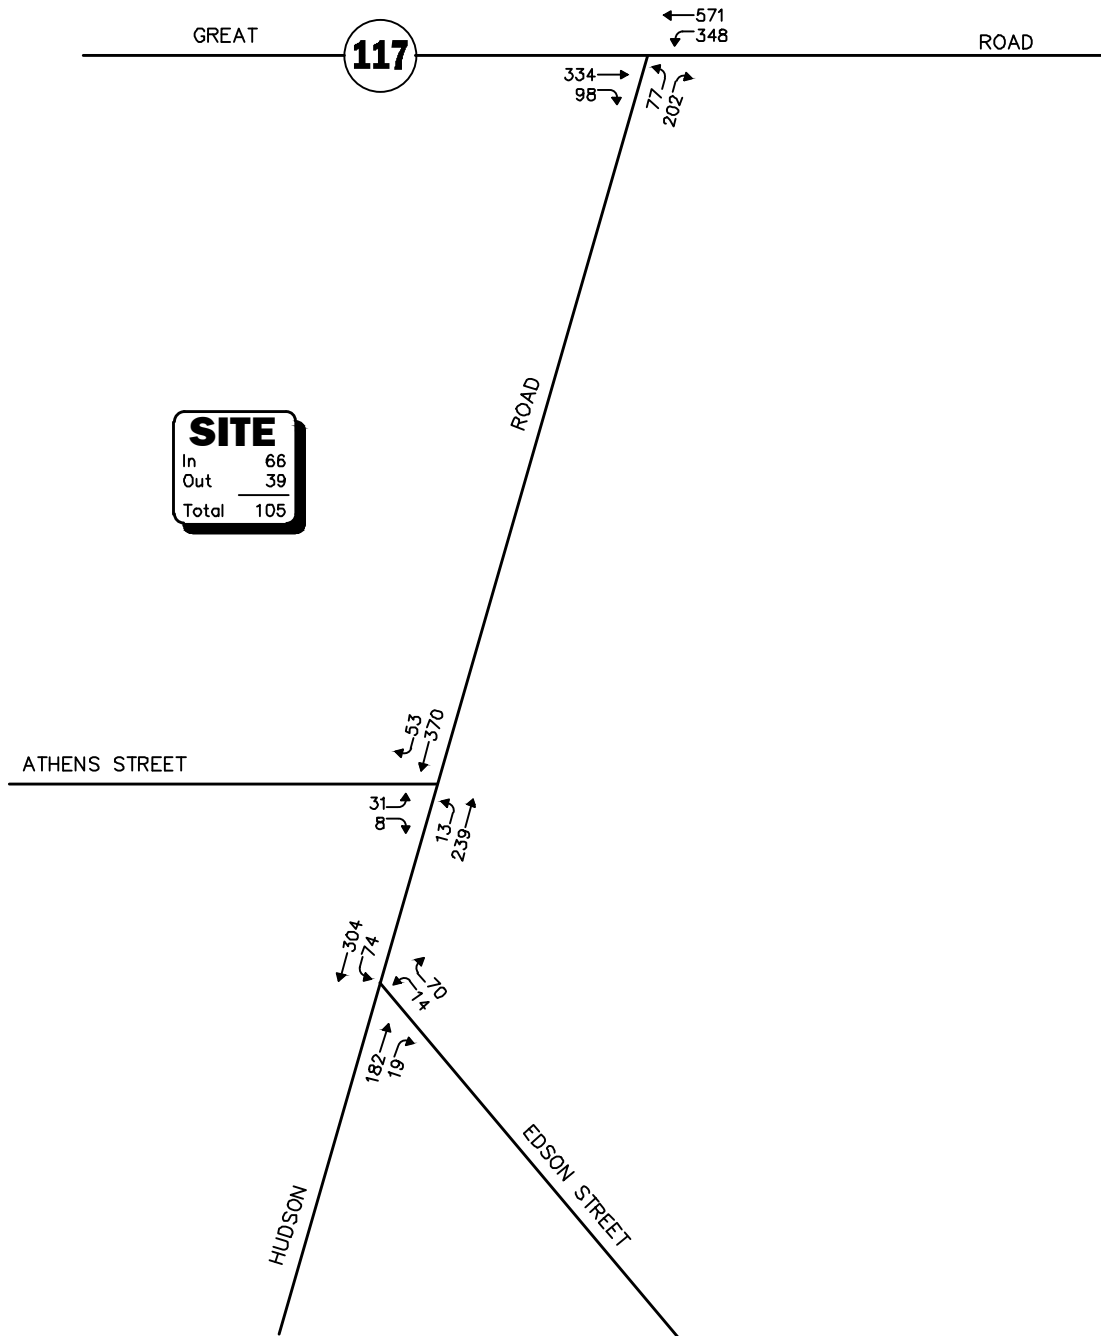 571
348
GREAT
117
ROAD
334
98
77
202
ROAD
SITE
In 66
Out 39
Total 105
53
370
ATHENS STREET
31
8
13
239
304
74
70
14
182
19
EDSON STREET
HUDSON